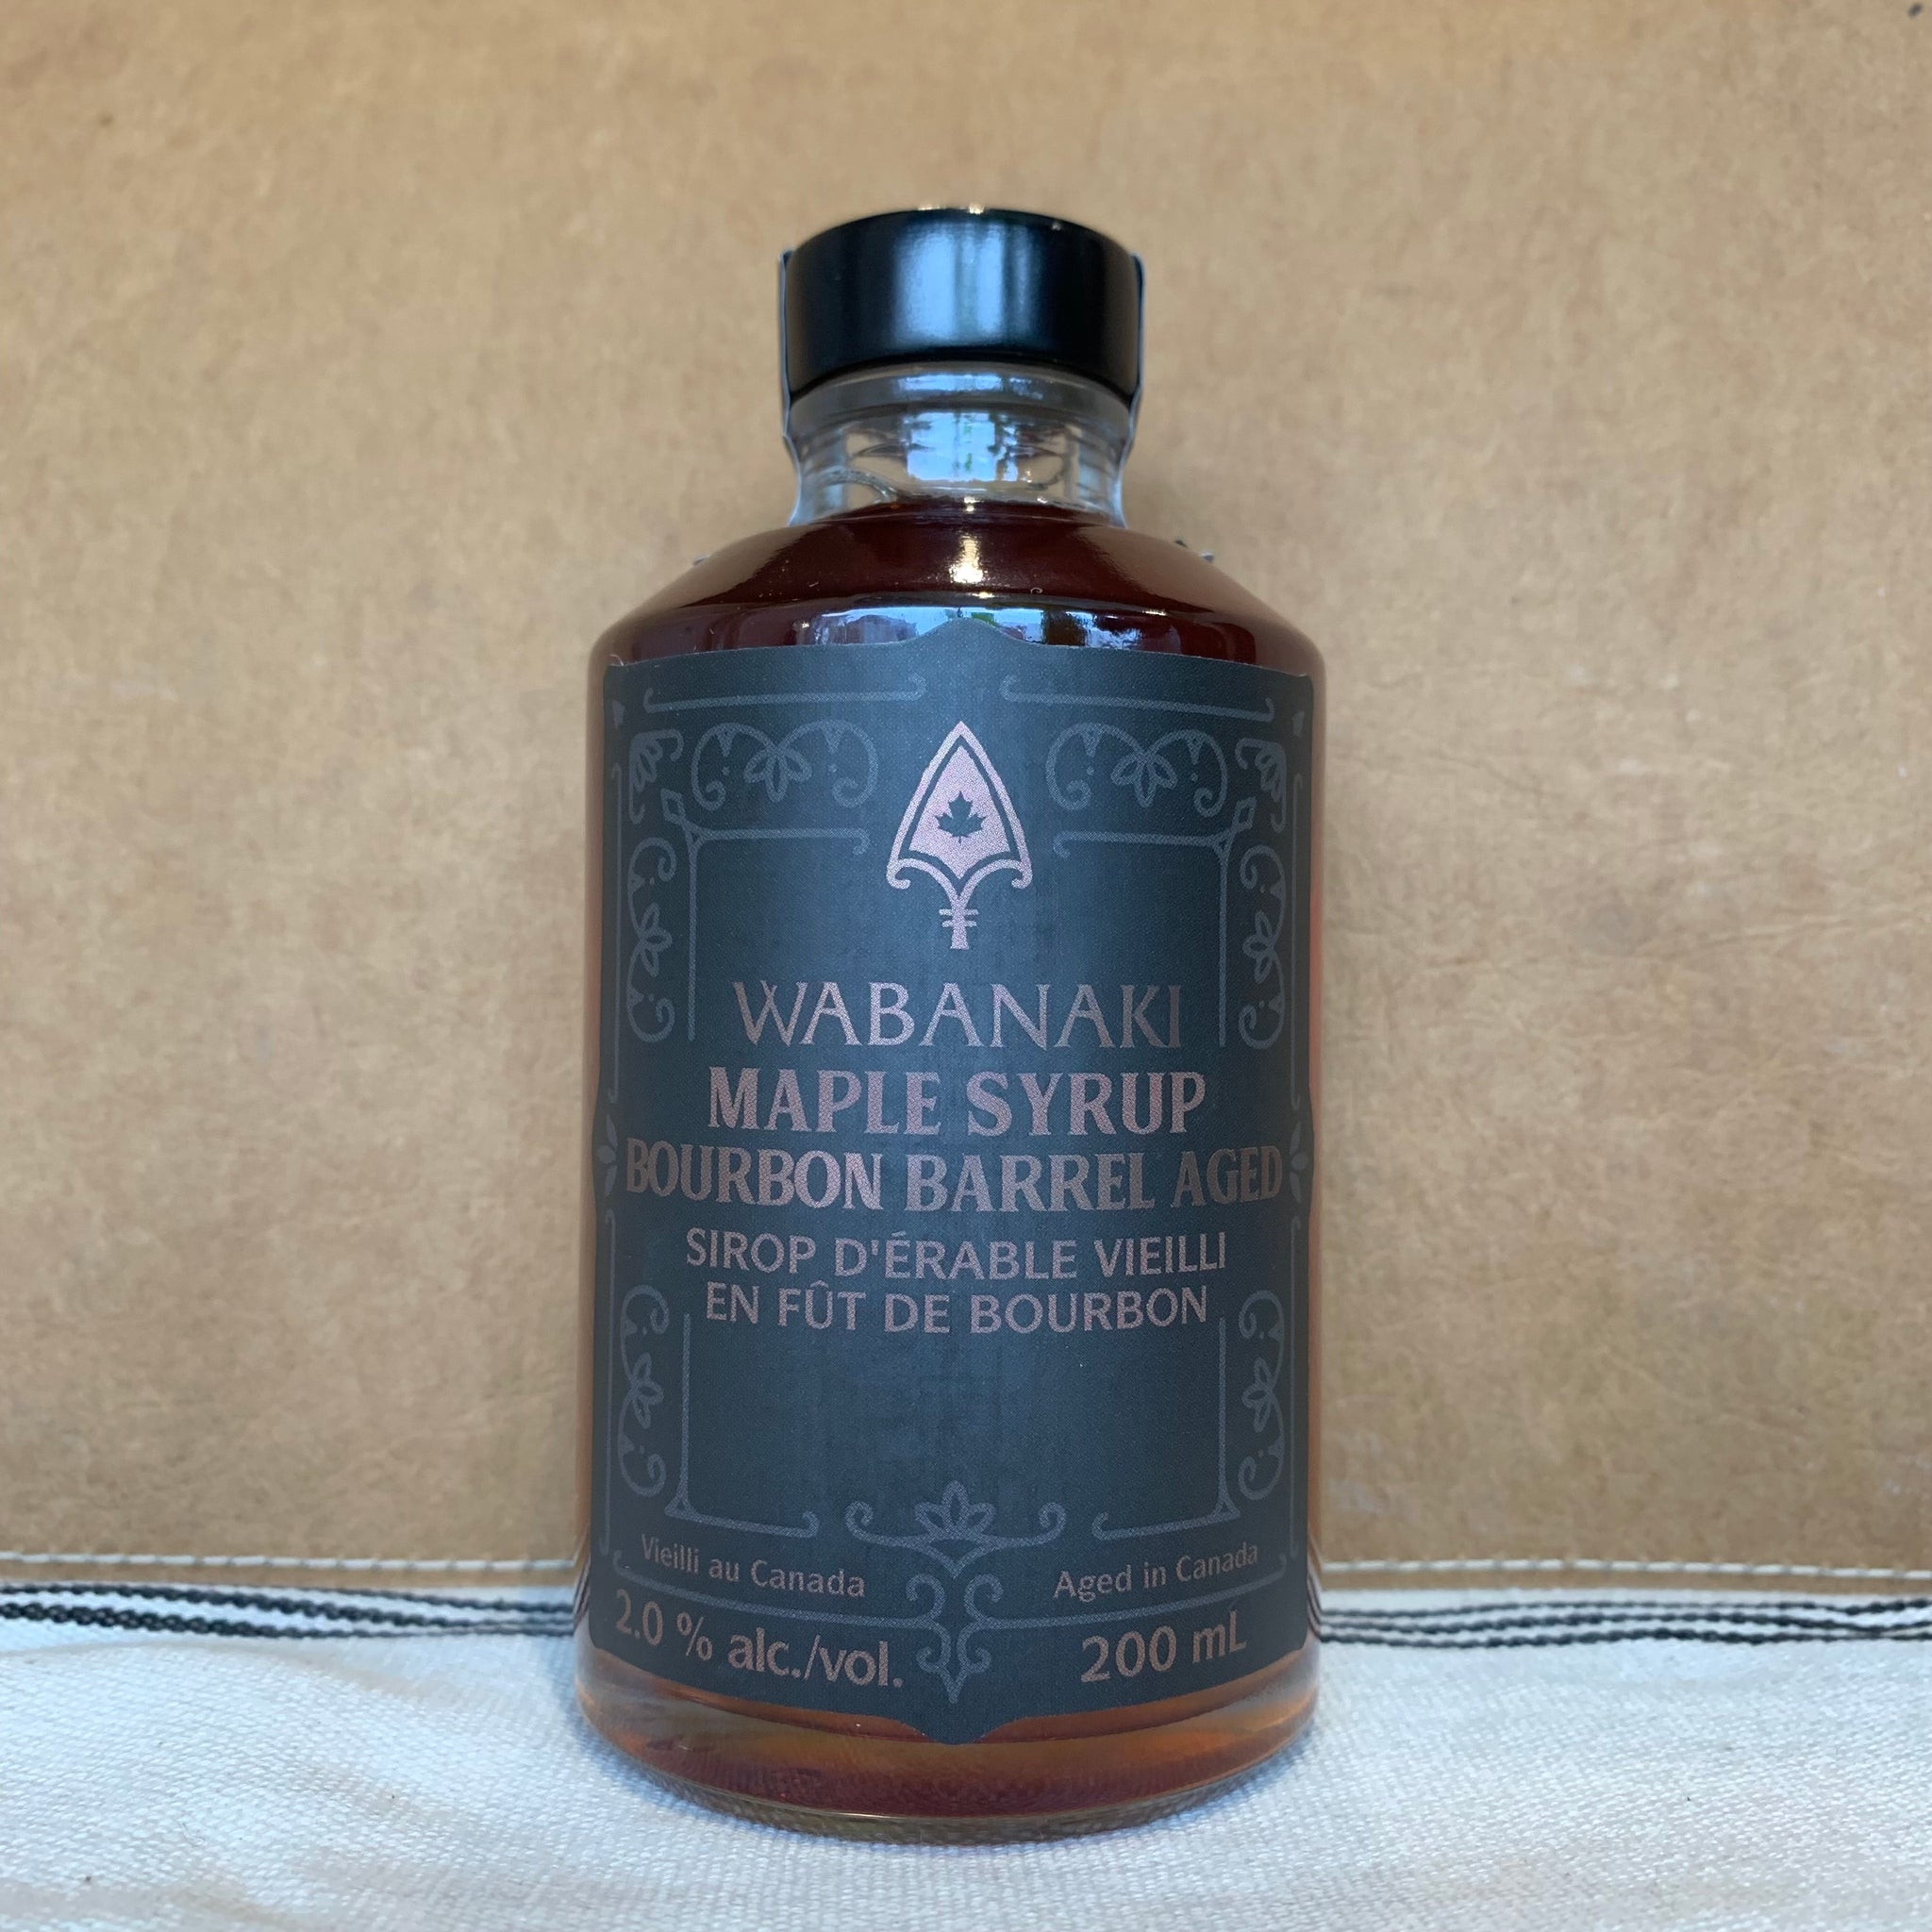 WABANAKI
MAPLE SYRUP
BOURBON BARREL AGED
SIROP D'ÉRABLE VIEILLI
EN FÛT DE BOURBON
Vieilli au Canada
Aged in Canada
2.0 % alc./vol.
200 mL